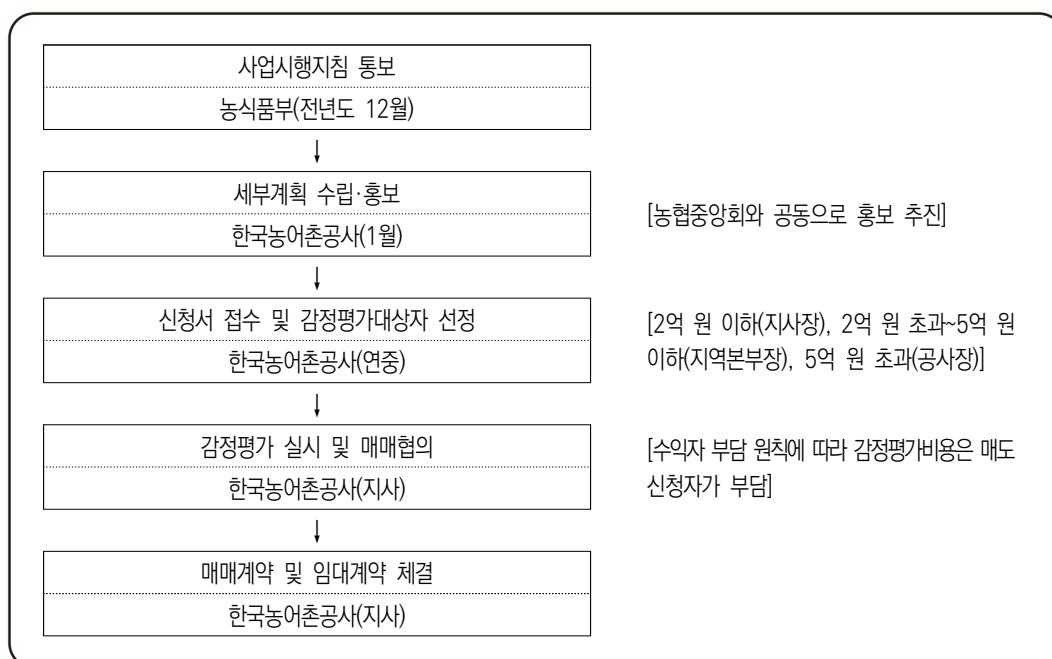 사업시행지침 통보
농식품부(전년도 12월)
↓
세부계획 수립·홍보
한국농어촌공사(1월)
[농협중앙회와 공동으로 홍보 추진]
↓
신청서 접수 및 감정평가대상자 선정
한국농어촌공사(연중)
[2억 원 이하(지사장), 2억 원 초과~5억 원
이하(지역본부장), 5억 원 초과(공사장)]
↓
감정평가 실시 및 매매협의
한국농어촌공사(지사)
[수익자 부담 원칙에 따라 감정평가비용은 매도
신청자가 부담]
↓
매매계약 및 임대계약 체결
한국농어촌공사(지사)